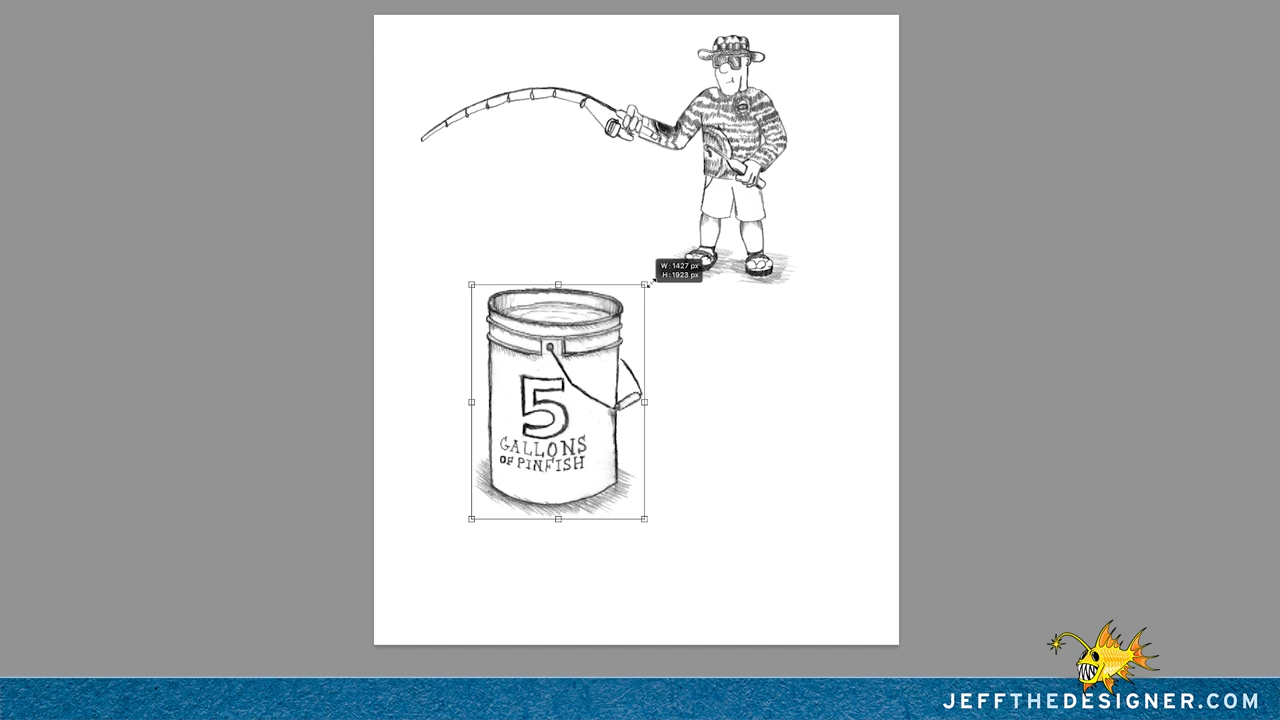 W: 1427 px
H: 1923 px
5
GALLONS
OF PINFISH
JEFFTHEDESIGNER.COM